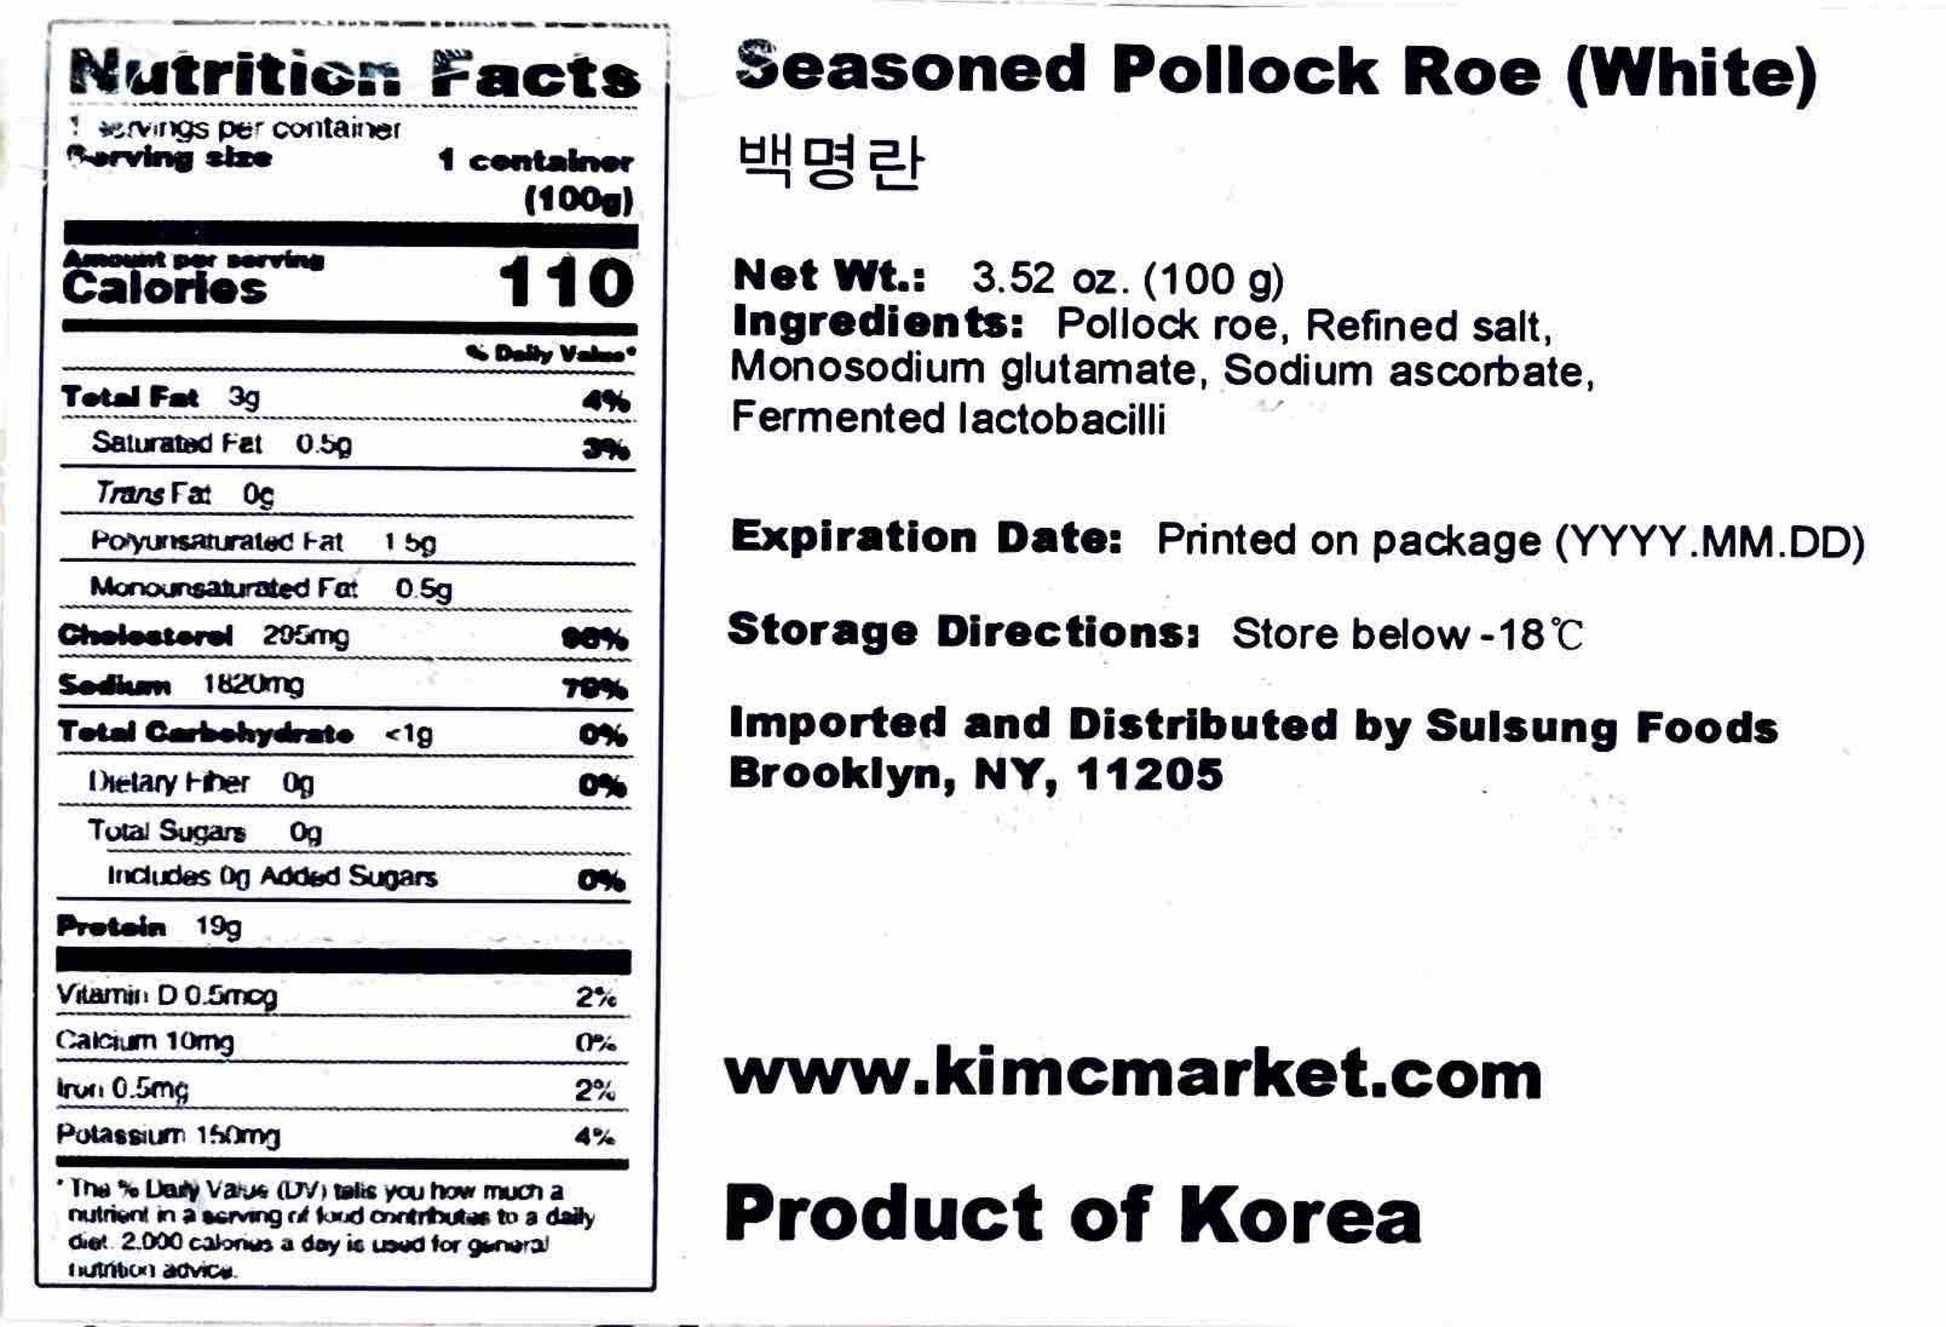 Nutrition Facts
1 servings per container
Serving size 1 container
(100g)
Amount per serving
Calories 110
% Daily Value*
Total Fat 3g 4%
Saturated Fat 0.5g 3%
Trans Fat 0g
Polyunsaturated Fat 1.5g
Monounsaturated Fat 0.5g
Cholesterol 295mg 98%
Sodium 1820mg 79%
Total Carbohydrate <1g 0%
Dietary Fiber 0g 0%
Total Sugars 0g
Includes 0g Added Sugars 0%
Protein 19g
Vitamin D 0.5mcg 2%
Calcium 10mg 0%
Iron 0.5mg 2%
Potassium 150mg 4%
* The % Daily Value (DV) tells you how much a
nutrient in a serving of food contributes to a daily
diet. 2,000 calories a day is used for general
nutrition advice.
Seasoned Pollock Roe (White)
백명란
Net Wt.: 3.52 oz. (100 g)
Ingredients: Pollock roe, Refined salt,
Monosodium glutamate, Sodium ascorbate,
Fermented lactobacilli
Expiration Date: Printed on package (YYYY.MM.DD)
Storage Directions: Store below -18℃
Imported and Distributed by Sulsung Foods
Brooklyn, NY, 11205
www.kimcmarket.com
Product of Korea